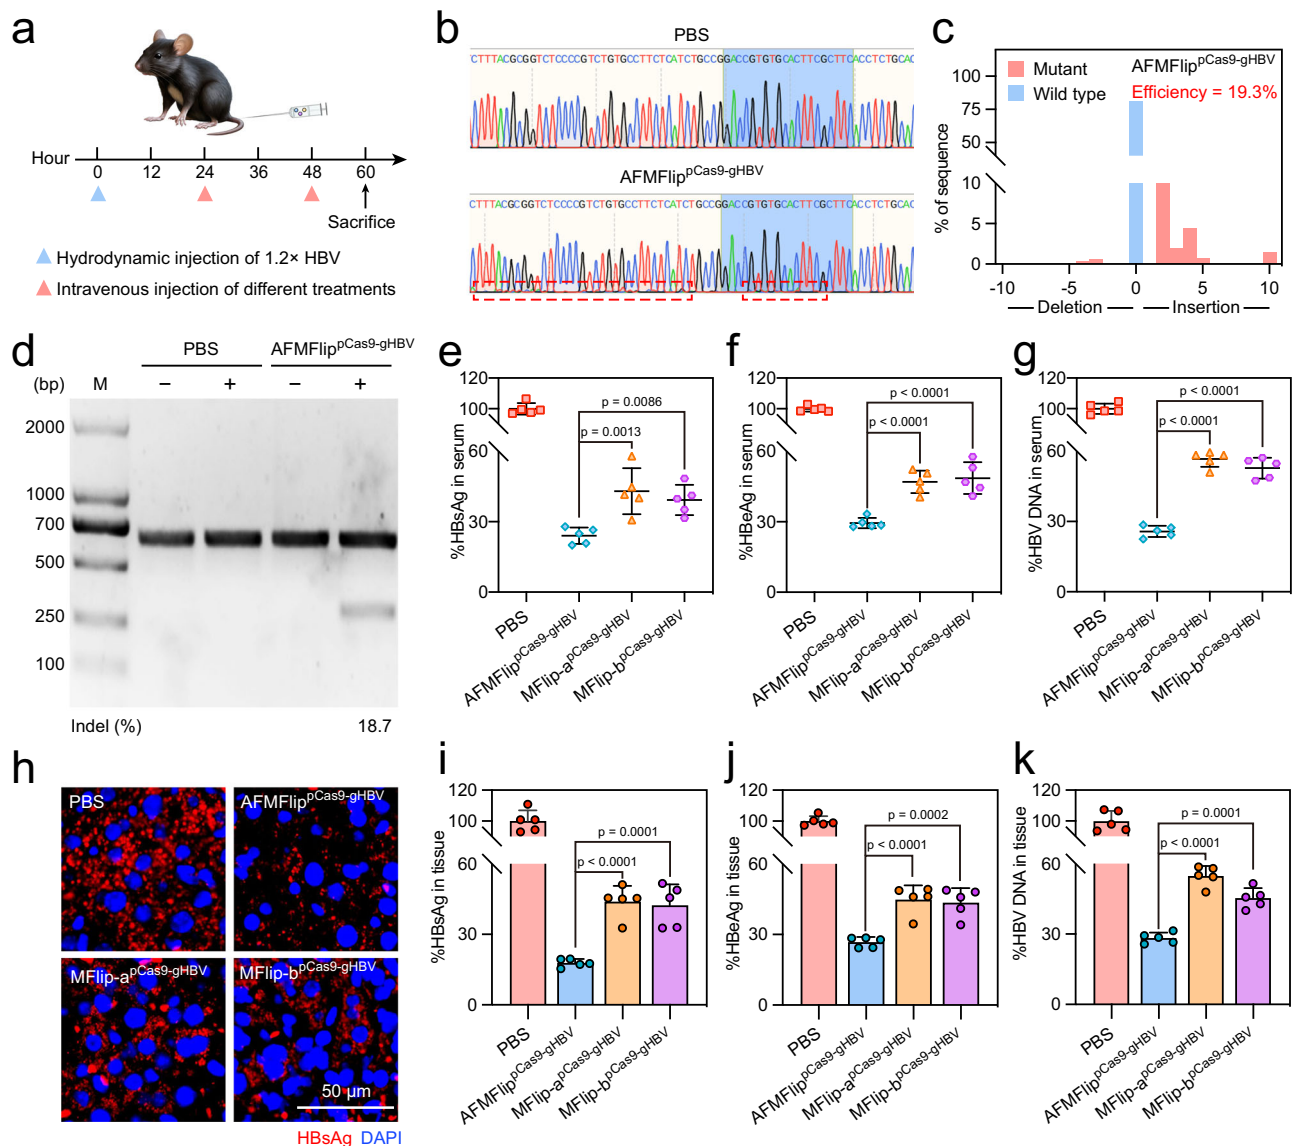 a
Hour
0 12 24 36 48 60
Sacrifice
Hydrodynamic injection of 1.2× HBV
Intravenous injection of different treatments
b
PBS
CTTTACGCGGTCTCCCCGTCTGTGCCTTCTCATCTGCCGGACCGTGTGCACTTCGCTTCACCTCTGCAC
AFMFlip^pCas9-gHBV
CTTTACGCGGTCTCCCCGTCTGTGCCTTCTCATCTGCCGGACCGTGTGCACTTCGCTTCACCTCTGCAC
c
Mutant
Wild type
AFMFlip^pCas9-gHBV
Efficiency = 19.3%
% of sequence
100
75
50
10
5
0
-10 -5 0 5 10
Deletion Insertion
d
PBS AFMFlip^pCas9-gHBV
(bp) M − + − +
2000
1000
700
500
250
100
Indel (%) 18.7
e
%HBsAg in serum
120
100
60
30
0
p = 0.0086
p = 0.0013
PBS
AFMFlip^pCas9-gHBV
MFlip-a^pCas9-gHBV
MFlip-b^pCas9-gHBV
f
%HBeAg in serum
120
100
60
30
0
p < 0.0001
p < 0.0001
PBS
AFMFlip^pCas9-gHBV
MFlip-a^pCas9-gHBV
MFlip-b^pCas9-gHBV
g
%HBV DNA in serum
120
100
60
30
0
p < 0.0001
p < 0.0001
PBS
AFMFlip^pCas9-gHBV
MFlip-a^pCas9-gHBV
MFlip-b^pCas9-gHBV
h
PBS
AFMFlip^pCas9-gHBV
MFlip-a^pCas9-gHBV
MFlip-b^pCas9-gHBV
50 µm
HBsAg DAPI
i
%HBsAg in tissue
120
100
60
30
0
p = 0.0001
p < 0.0001
PBS
AFMFlip^pCas9-gHBV
MFlip-a^pCas9-gHBV
MFlip-b^pCas9-gHBV
j
%HBeAg in tissue
120
100
60
30
0
p = 0.0002
p < 0.0001
PBS
AFMFlip^pCas9-gHBV
MFlip-a^pCas9-gHBV
MFlip-b^pCas9-gHBV
k
%HBV DNA in tissue
120
100
60
30
0
p < 0.0001
p < 0.0001
PBS
AFMFlip^pCas9-gHBV
MFlip-a^pCas9-gHBV
MFlip-b^pCas9-gHBV